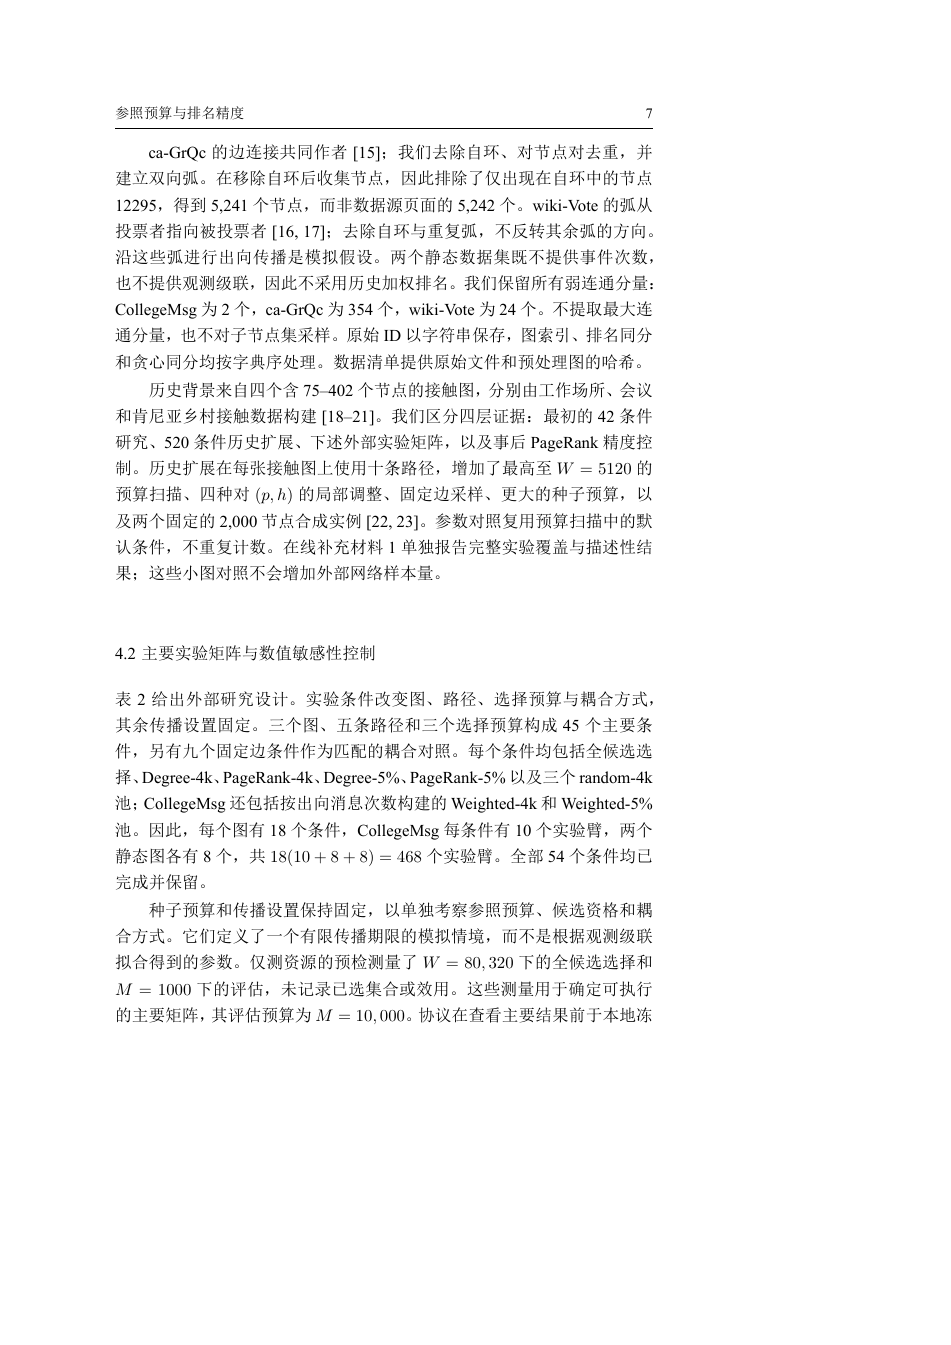 参照预算与排名精度 7
ca-GrQc 的边连接共同作者 [15]；我们去除自环、对节点对去重，并
建立双向弧。在移除自环后收集节点，因此排除了仅出现在自环中的节点
12295，得到 5,241 个节点，而非数据源页面的 5,242 个。wiki-Vote 的弧从
投票者指向被投票者 [16, 17]；去除自环与重复弧，不反转其余弧的方向。
沿这些弧进行出向传播是模拟假设。两个静态数据集既不提供事件次数，
也不提供观测级联，因此不采用历史加权排名。我们保留所有弱连通分量：
CollegeMsg 为 2 个，ca-GrQc 为 354 个，wiki-Vote 为 24 个。不提取最大连
通分量，也不对子节点集采样。原始 ID 以字符串保存，图索引、排名同分
和贪心同分均按字典序处理。数据清单提供原始文件和预处理图的哈希。
历史背景来自四个含 75–402 个节点的接触图，分别由工作场所、会议
和肯尼亚乡村接触数据构建 [18–21]。我们区分四层证据：最初的 42 条件
研究、520 条件历史扩展、下述外部实验矩阵，以及事后 PageRank 精度控
制。历史扩展在每张接触图上使用十条路径，增加了最高至 W = 5120 的
预算扫描、四种对 (p, h) 的局部调整、固定边采样、更大的种子预算，以
及两个固定的 2,000 节点合成实例 [22, 23]。参数对照复用预算扫描中的默
认条件，不重复计数。在线补充材料 1 单独报告完整实验覆盖与描述性结
果；这些小图对照不会增加外部网络样本量。
4.2 主要实验矩阵与数值敏感性控制
表 2 给出外部研究设计。实验条件改变图、路径、选择预算与耦合方式，
其余传播设置固定。三个图、五条路径和三个选择预算构成 45 个主要条
件，另有九个固定边条件作为匹配的耦合对照。每个条件均包括全候选选
择、Degree-4k、PageRank-4k、Degree-5%、PageRank-5% 以及三个 random-4k
池；CollegeMsg 还包括按出向消息次数构建的 Weighted-4k 和 Weighted-5%
池。因此，每个图有 18 个条件，CollegeMsg 每条件有 10 个实验臂，两个
静态图各有 8 个，共 18(10 + 8 + 8) = 468 个实验臂。全部 54 个条件均已
完成并保留。
种子预算和传播设置保持固定，以单独考察参照预算、候选资格和耦
合方式。它们定义了一个有限传播期限的模拟情境，而不是根据观测级联
拟合得到的参数。仅测资源的预检测量了 W = 80, 320 下的全候选选择和
M = 1000 下的评估，未记录已选集合或效用。这些测量用于确定可执行
的主要矩阵，其评估预算为 M = 10, 000。协议在查看主要结果前于本地冻